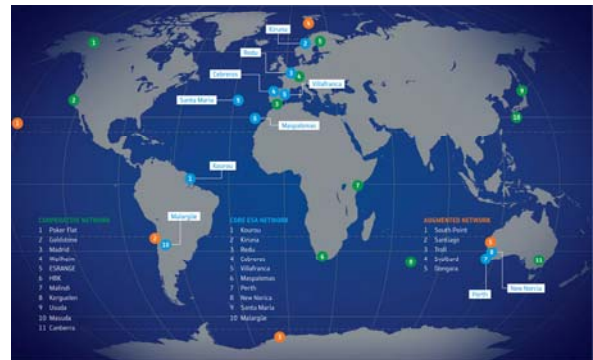 Kiruna
Redu
Cebreros
Villafranca
Santa Maria
Maspalomas
Kourou
Malargüe
Perth
New Norcia
COOPERATIVE NETWORK
1 Poker Flat
2 Goldstone
3 Madrid
4 Weilheim
5 ESRANGE
6 HBK
7 Malindi
8 Kerguelen
9 Usuda
10 Masuda
11 Canberra
CORE ESA NETWORK
1 Kourou
2 Kiruna
3 Redu
4 Cebreros
5 Villafranca
6 Maspalomas
7 Perth
8 New Norcia
9 Santa Maria
10 Malargüe
AUGMENTED NETWORK
1 South Point
2 Santiago
3 Troll
4 Svalbard
5 Dongara